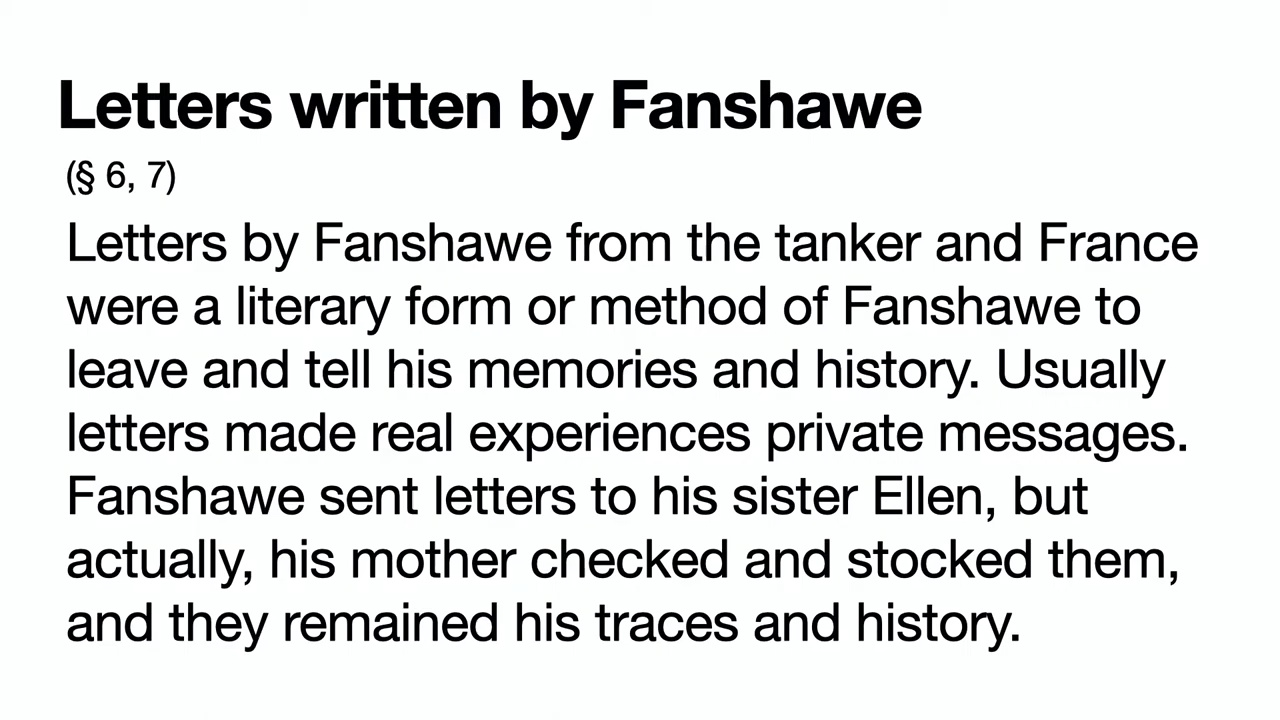 Letters written by Fanshawe
(§ 6, 7)
Letters by Fanshawe from the tanker and France
were a literary form or method of Fanshawe to
leave and tell his memories and history. Usually
letters made real experiences private messages.
Fanshawe sent letters to his sister Ellen, but
actually, his mother checked and stocked them,
and they remained his traces and history.